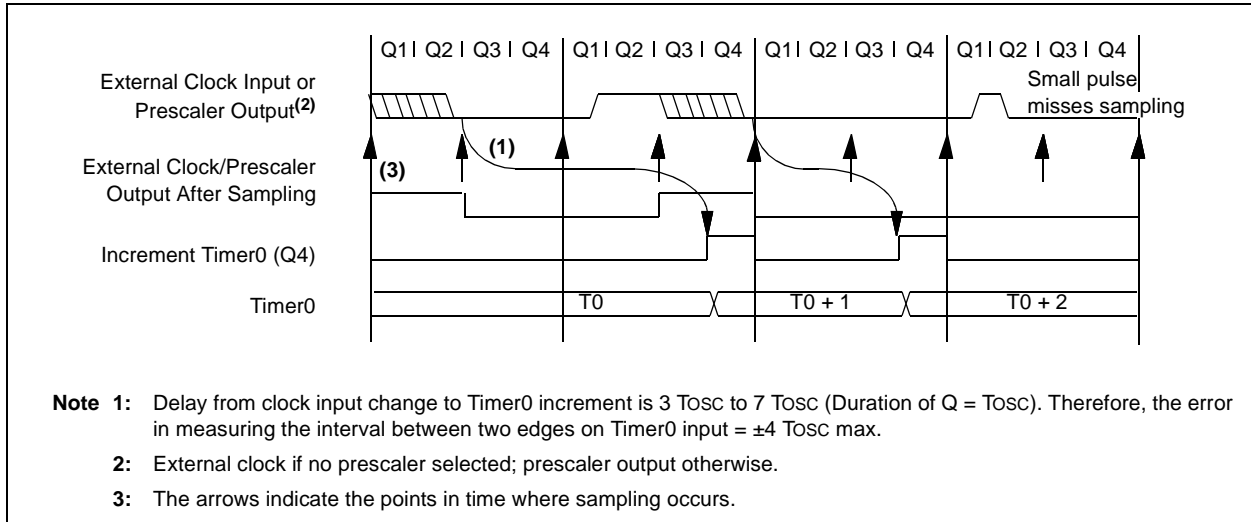 Q1 | Q2 | Q3 | Q4 | Q1 | Q2 | Q3 | Q4 | Q1 | Q2 | Q3 | Q4 | Q1 | Q2 | Q3 | Q4
External Clock Input or
Prescaler Output(2)
Small pulse
misses sampling
(1)
(3)
External Clock/Prescaler
Output After Sampling
Increment Timer0 (Q4)
Timer0
T0
T0 + 1
T0 + 2
Note 1: Delay from clock input change to Timer0 increment is 3 TOSC to 7 TOSC (Duration of Q = TOSC). Therefore, the error
in measuring the interval between two edges on Timer0 input = ±4 TOSC max.
2: External clock if no prescaler selected; prescaler output otherwise.
3: The arrows indicate the points in time where sampling occurs.